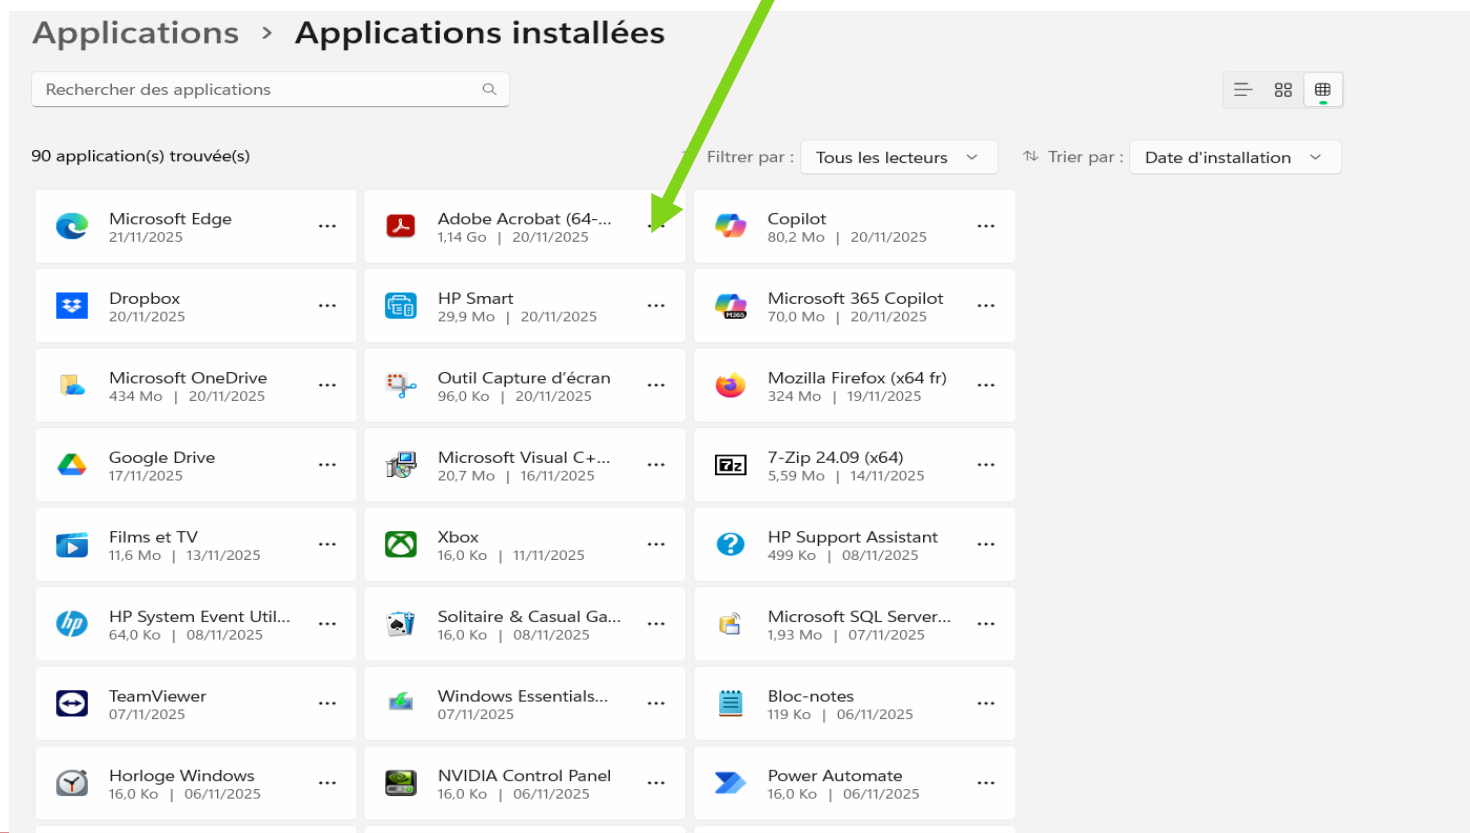 Applications > Applications installées
Rechercher des applications
90 application(s) trouvée(s)
Filtrer par : Tous les lecteurs
Trier par : Date d'installation
Microsoft Edge
21/11/2025
Adobe Acrobat (64-...
1,14 Go | 20/11/2025
Copilot
80,2 Mo | 20/11/2025
Dropbox
20/11/2025
HP Smart
29,9 Mo | 20/11/2025
Microsoft 365 Copilot
70,0 Mo | 20/11/2025
M365
Microsoft OneDrive
434 Mo | 20/11/2025
Outil Capture d’écran
96,0 Ko | 20/11/2025
Mozilla Firefox (x64 fr)
324 Mo | 19/11/2025
Google Drive
17/11/2025
Microsoft Visual C+...
20,7 Mo | 16/11/2025
7z
7-Zip 24.09 (x64)
5,59 Mo | 14/11/2025
Films et TV
11,6 Mo | 13/11/2025
Xbox
16,0 Ko | 11/11/2025
HP Support Assistant
499 Ko | 08/11/2025
hp
HP System Event Util...
64,0 Ko | 08/11/2025
Solitaire & Casual Ga...
16,0 Ko | 08/11/2025
Microsoft SQL Server...
1,93 Mo | 07/11/2025
TeamViewer
07/11/2025
Windows Essentials...
07/11/2025
Bloc-notes
119 Ko | 06/11/2025
Horloge Windows
16,0 Ko | 06/11/2025
NVIDIA Control Panel
16,0 Ko | 06/11/2025
Power Automate
16,0 Ko | 06/11/2025